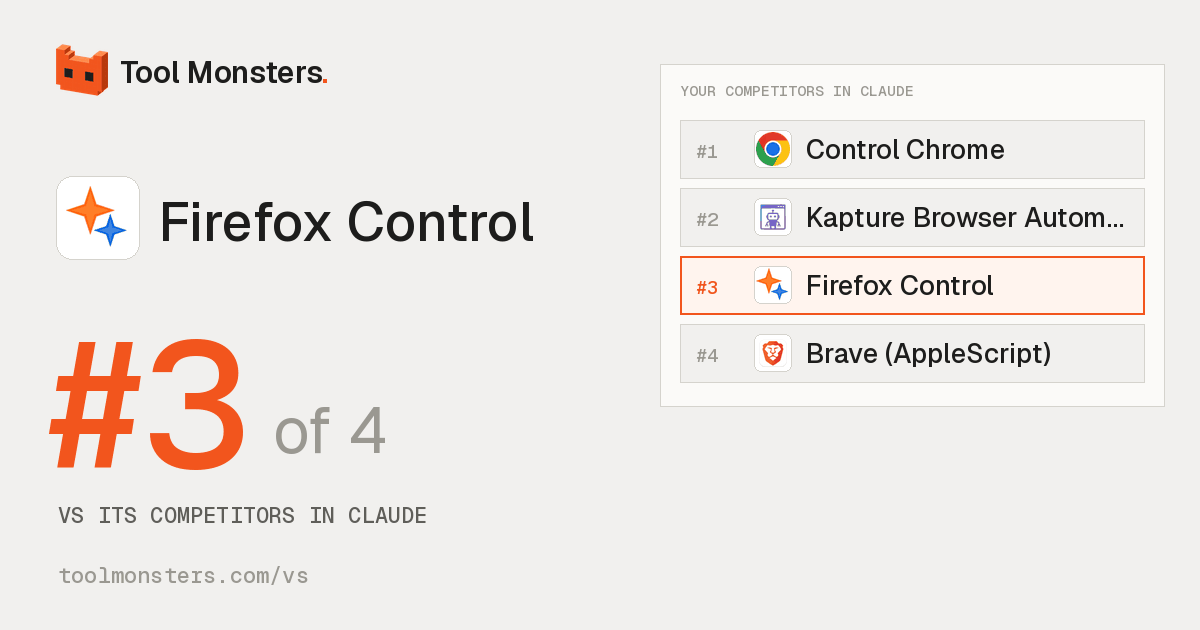 Tool Monsters.
Firefox Control
#3 of 4
VS ITS COMPETITORS IN CLAUDE
toolmonsters.com/vs
YOUR COMPETITORS IN CLAUDE
#1 Control Chrome
#2 Kapture Browser Autom...
#3 Firefox Control
#4 Brave (AppleScript)